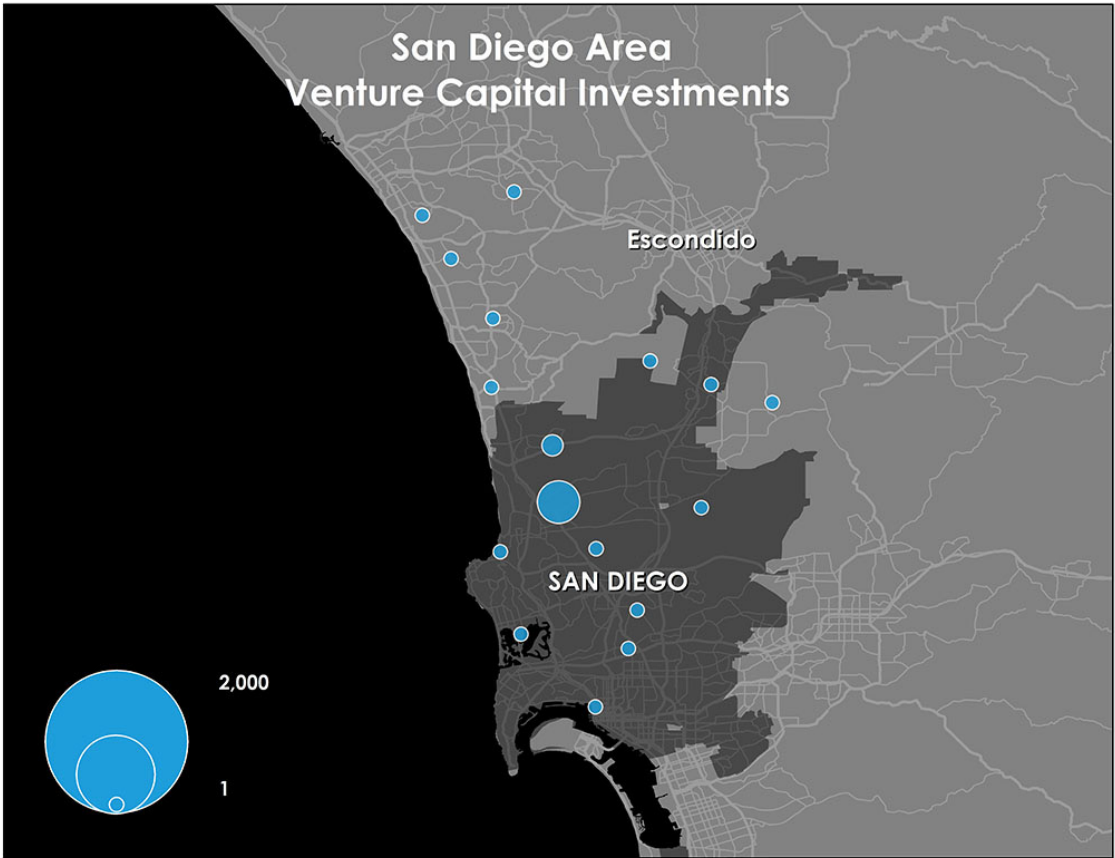 San Diego Area
Venture Capital Investments
Escondido
SAN DIEGO
2,000
1